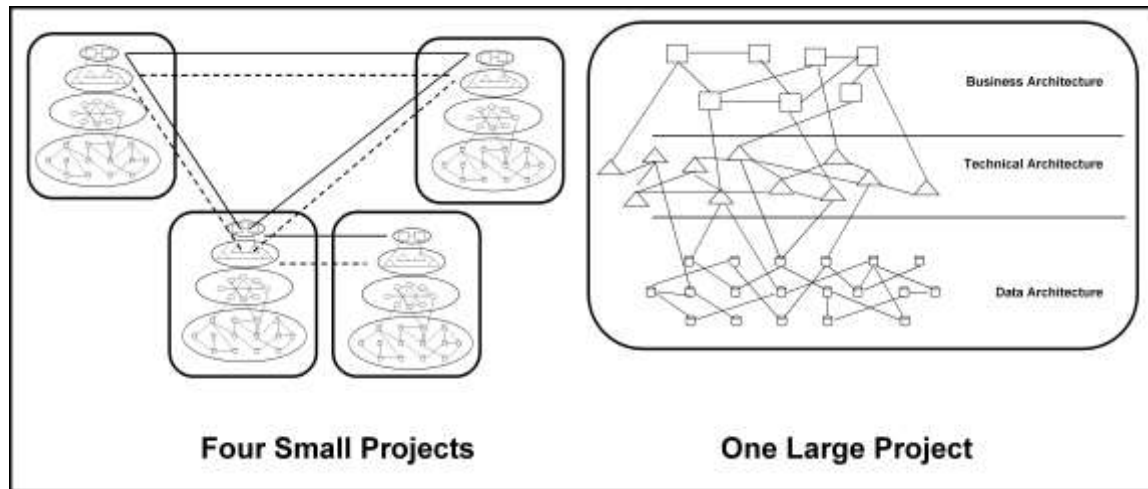 Business Architecture
Technical Architecture
Data Architecture
Four Small Projects
One Large Project